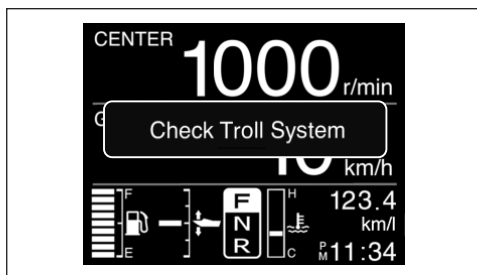 CENTER
1000 r/min
G
Check Troll System
km/h
F
E
F
N
R
H
C
123.4
km/l
PM 11:34